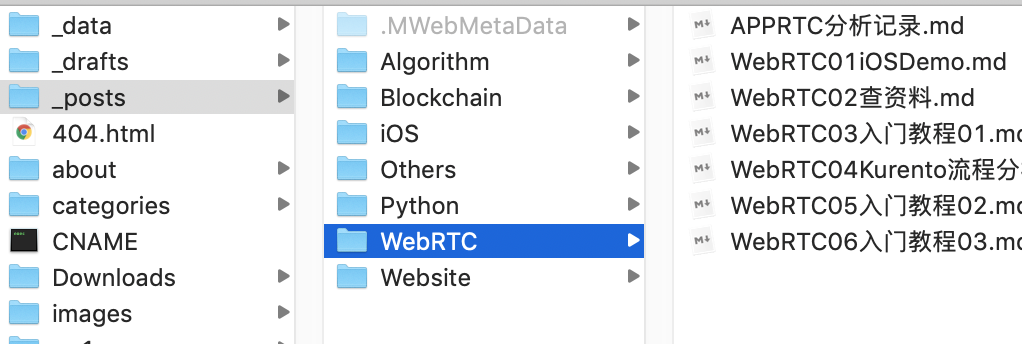 _data
_drafts
_posts
404.html
about
categories
CNAME
Downloads
images
.MWebMetaData
Algorithm
Blockchain
iOS
Others
Python
WebRTC
Website
APPRTC分析记录.md
WebRTC01iOSDemo.md
WebRTC02查资料.md
WebRTC03入门教程01.mc
WebRTC04Kurento流程分
WebRTC05入门教程02.mc
WebRTC06入门教程03.mc